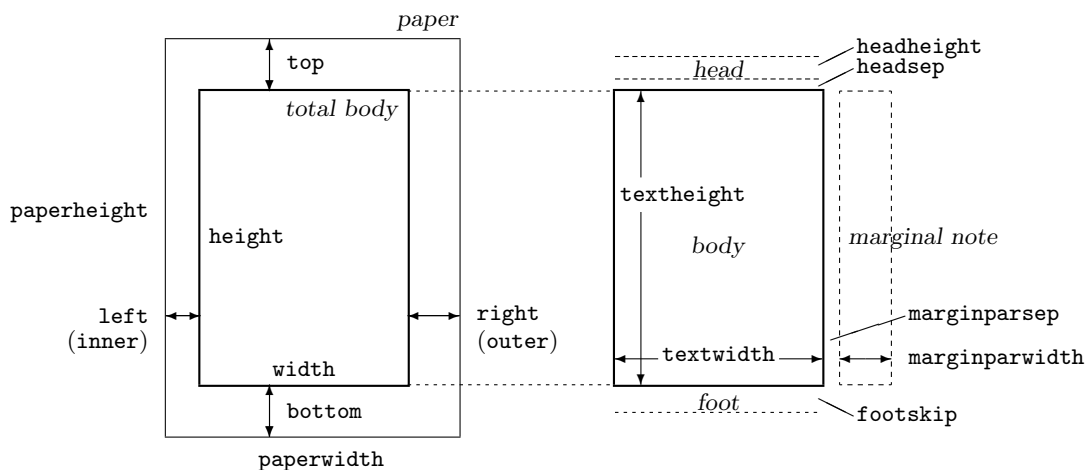 paper
top
total body
paperheight
height
left
(inner)
right
(outer)
width
bottom
paperwidth
headheight
head
headsep
textheight
body
marginal note
marginparsep
textwidth
marginparwidth
foot
footskip